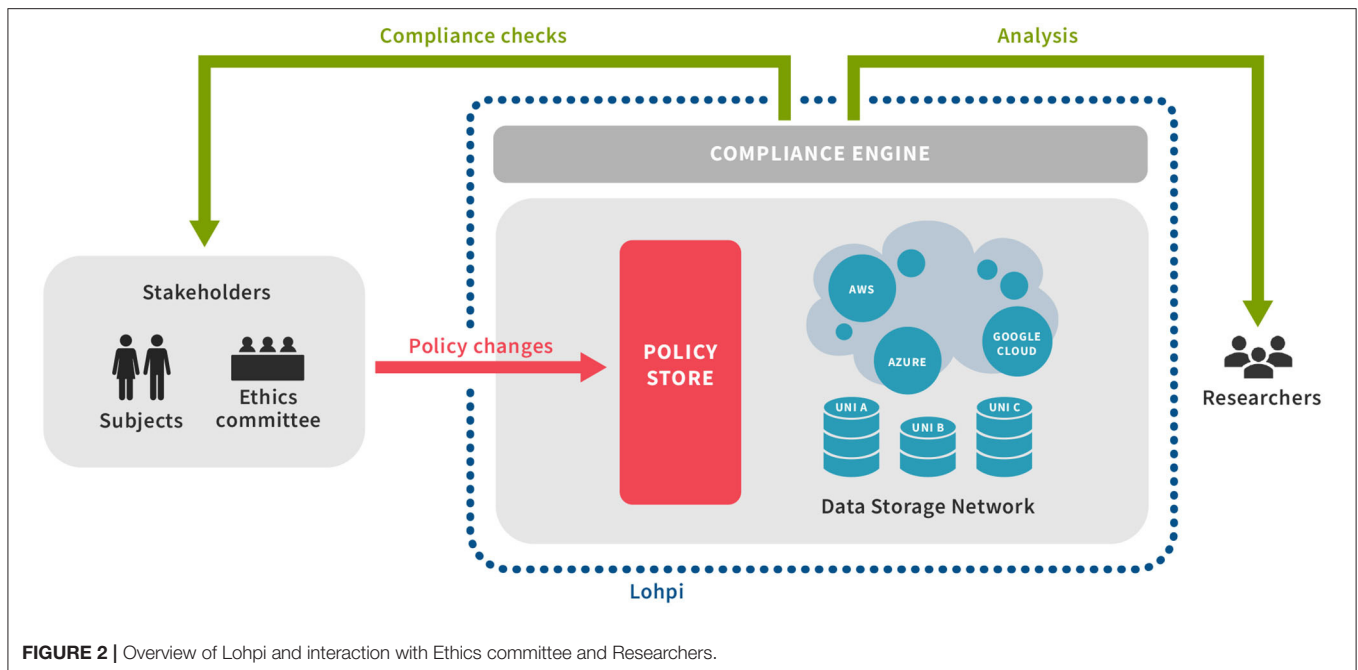 Compliance checks
Analysis
COMPLIANCE ENGINE
Stakeholders
Subjects
Ethics
committee
Policy changes
POLICY
STORE
AWS
AZURE
GOOGLE
CLOUD
UNI A
UNI B
UNI C
Data Storage Network
Researchers
Lohpi
FIGURE 2 | Overview of Lohpi and interaction with Ethics committee and Researchers.